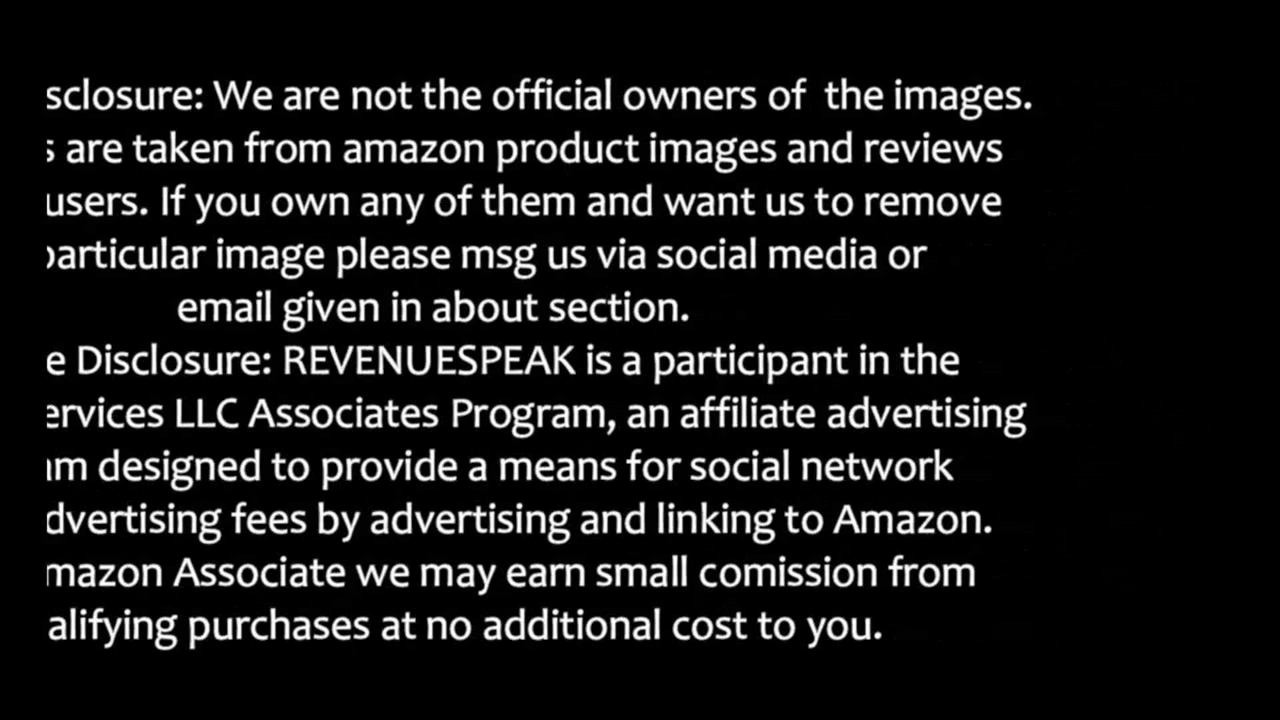 sclosure: We are not the official owners of the images.
s are taken from amazon product images and reviews
users. If you own any of them and want us to remove
particular image please msg us via social media or
email given in about section.
e Disclosure: REVENUESPEAK is a participant in the
ervices LLC Associates Program, an affiliate advertising
am designed to provide a means for social network
dvertising fees by advertising and linking to Amazon.
mazon Associate we may earn small comission from
alifying purchases at no additional cost to you.